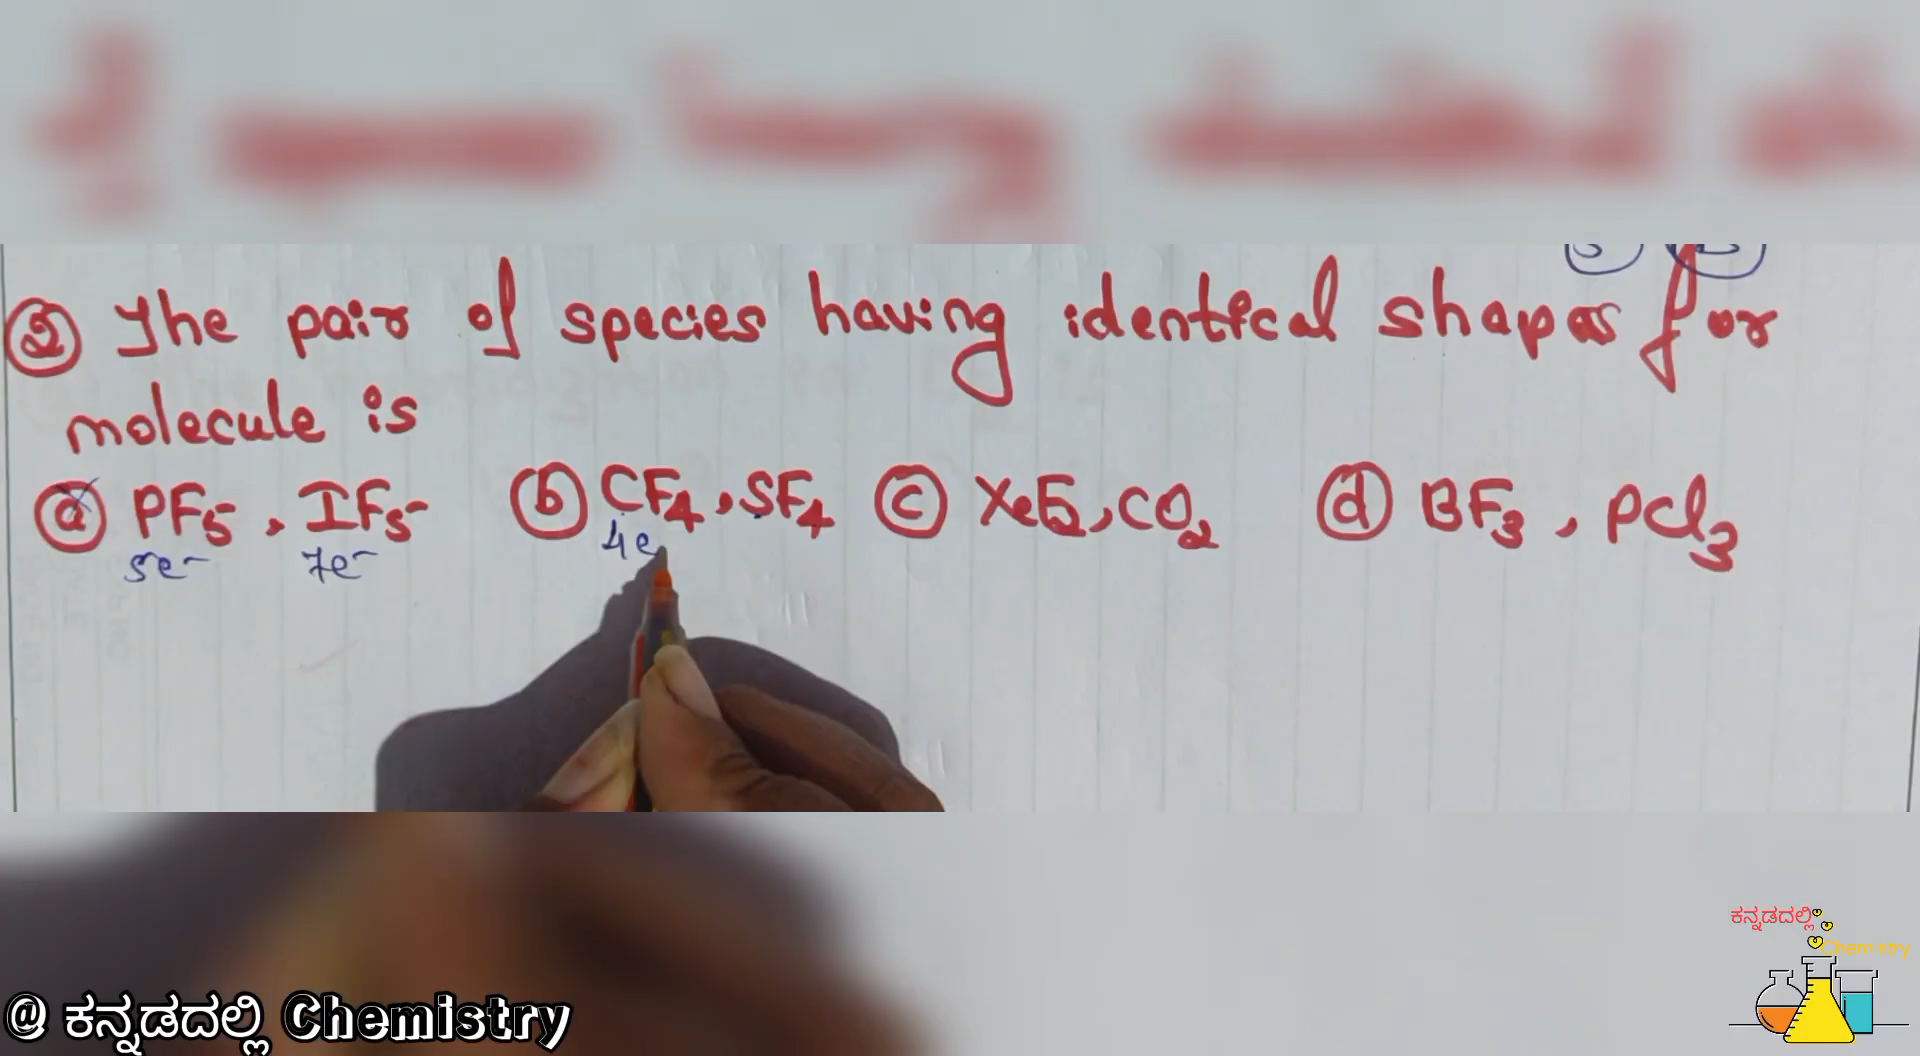 ② The pair of species having identical shapes for
molecule is
ⓐ PF5, IF5 ⓑ CF4, SF4 ⓒ XeF2, CO2 ⓓ BF3, PCl3
5e- 7e- 4e
ಕನ್ನಡದಲ್ಲಿ
Chemistry
@ ಕನ್ನಡದಲ್ಲಿ Chemistry